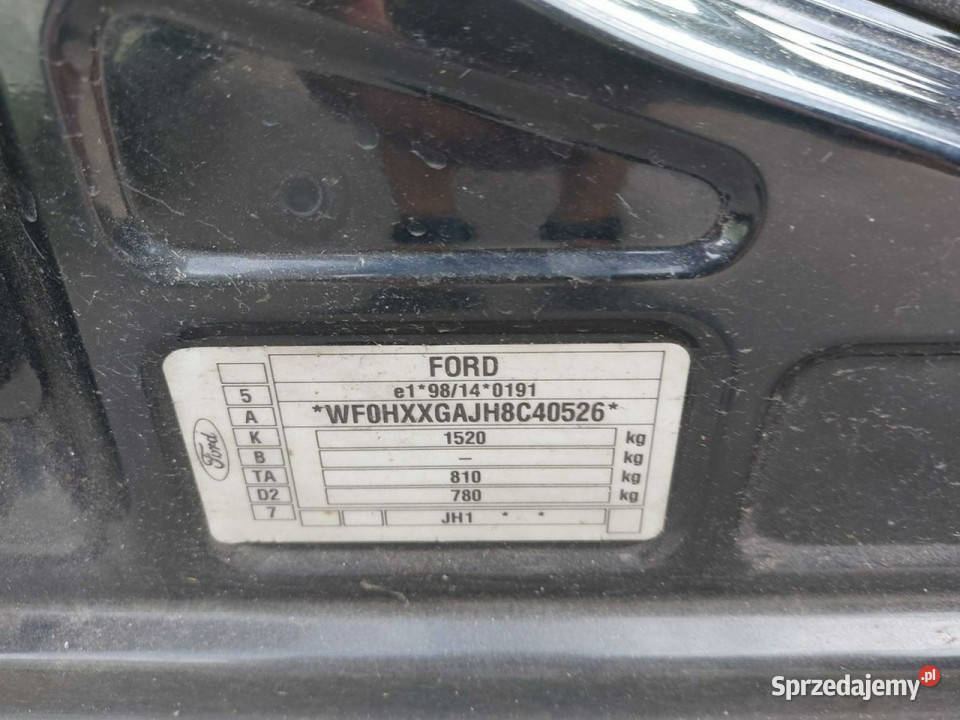 FORD
5 e1*98/14*0191
A *WF0HXXGAJH8C40526*
K 1520 kg
B – kg
TA 810 kg
D2 780 kg
7 JH1 * *
Ford
Sprzedajemy.pl